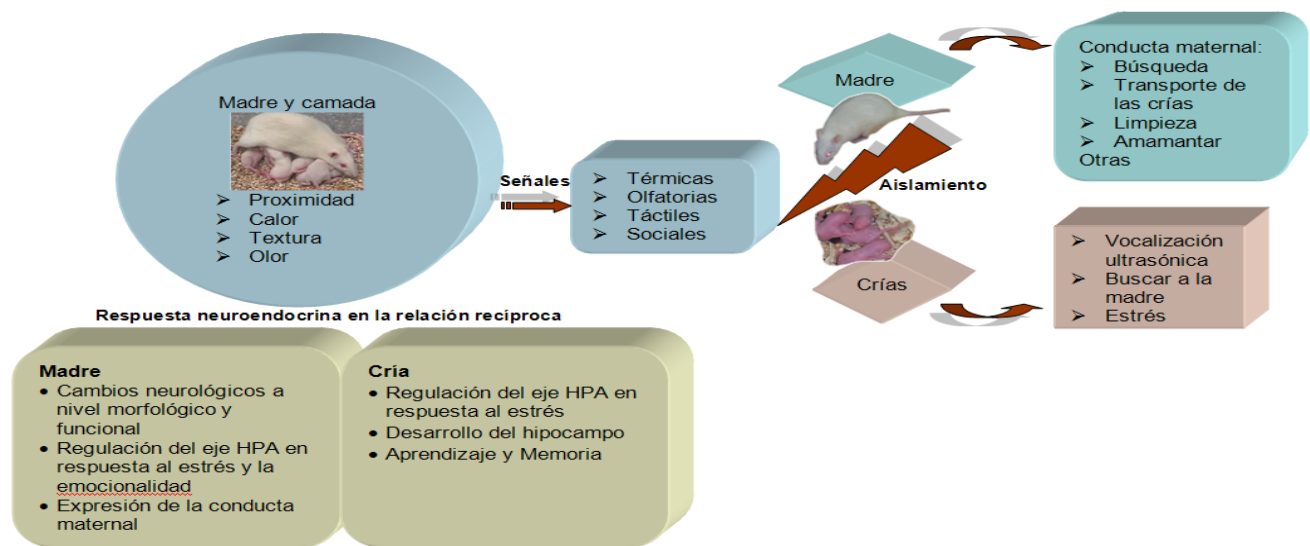 Madre y camada
➢ Proximidad
➢ Calor
➢ Textura
➢ Olor
Señales
➢ Térmicas
➢ Olfatorias
➢ Táctiles
➢ Sociales
Madre
Aislamiento
Crías
Conducta maternal:
➢ Búsqueda
➢ Transporte de
las crías
➢ Limpieza
➢ Amamantar
Otras
➢ Vocalización
ultrasónica
➢ Buscar a la
madre
➢ Estrés
Respuesta neuroendocrina en la relación recíproca
Madre
• Cambios neurológicos a
nivel morfológico y
funcional
• Regulación del eje HPA en
respuesta al estrés y la
emocionalidad
• Expresión de la conducta
maternal
Cría
• Regulación del eje HPA en
respuesta al estrés
• Desarrollo del hipocampo
• Aprendizaje y Memoria